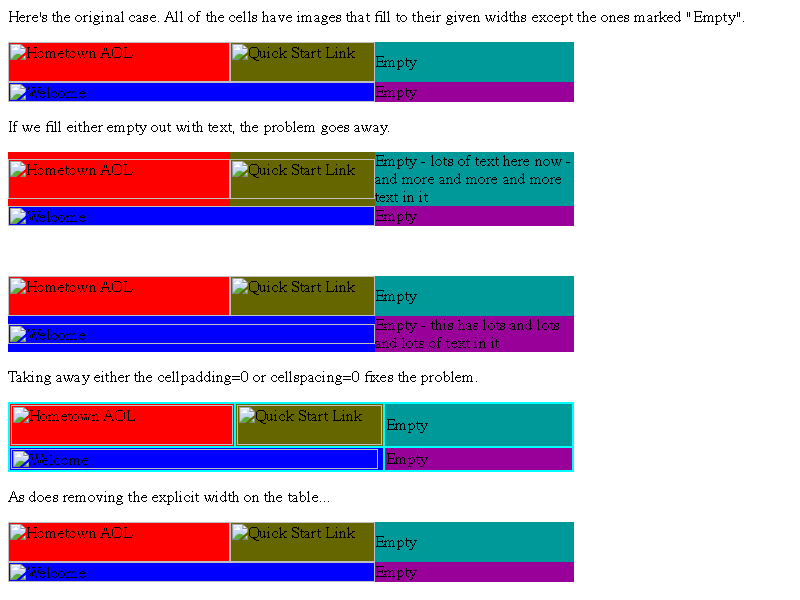 Here's the original case. All of the cells have images that fill to their given widths except the ones marked "Empty".
Hometown AOL Quick Start Link Empty
Welcome Empty
If we fill either empty out with text, the problem goes away.
Hometown AOL Quick Start Link Empty - lots of text here now -
and more and more and more
text in it
Welcome Empty
Hometown AOL Quick Start Link Empty
Welcome Empty - this has lots and lots
and lots of text in it
Taking away either the cellpadding=0 or cellspacing=0 fixes the problem.
Hometown AOL Quick Start Link Empty
Welcome Empty
As does removing the explicit width on the table...
Hometown AOL Quick Start Link Empty
Welcome Empty